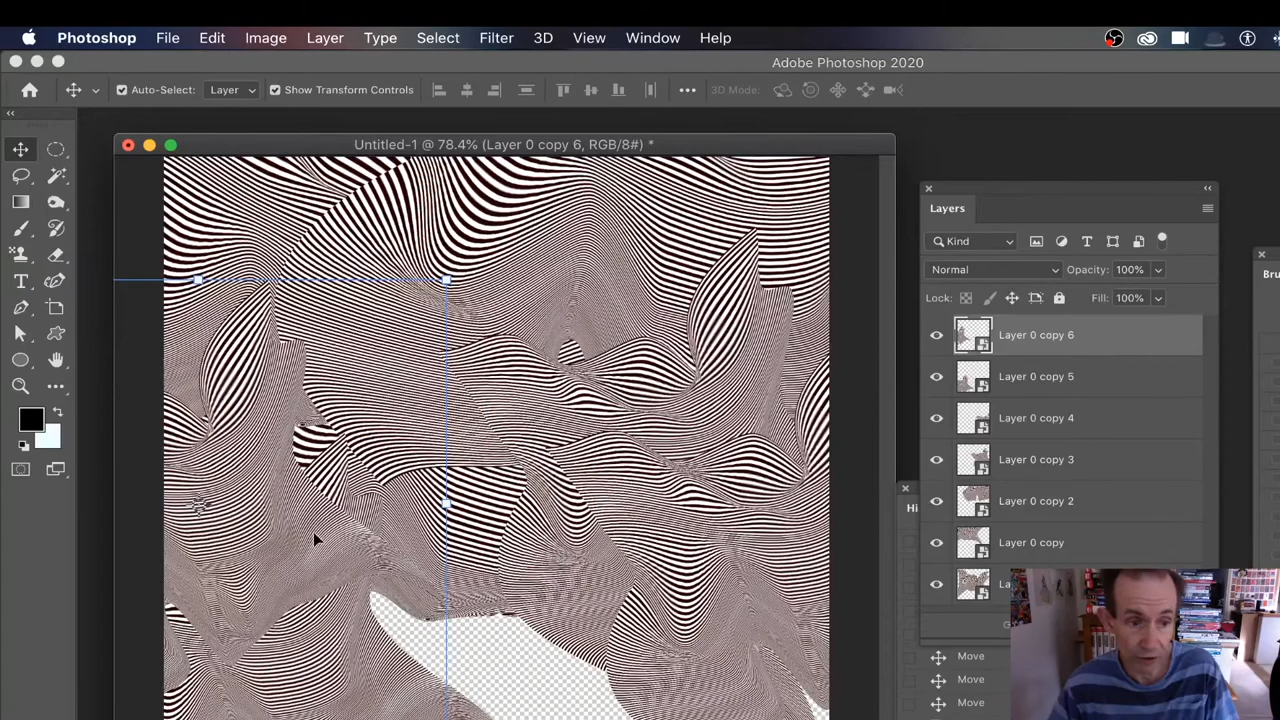 Photoshop File Edit Image Layer Type Select Filter 3D View Window Help
Adobe Photoshop 2020
Auto-Select: Layer Show Transform Controls 3D Mode:
Untitled-1 @ 78.4% (Layer 0 copy 6, RGB/8#) *
Layers
Kind
Normal Opacity: 100%
Lock: Fill: 100%
Layer 0 copy 6
Layer 0 copy 5
Layer 0 copy 4
Layer 0 copy 3
Layer 0 copy 2
Layer 0 copy
Bru
Hi
Move
Move